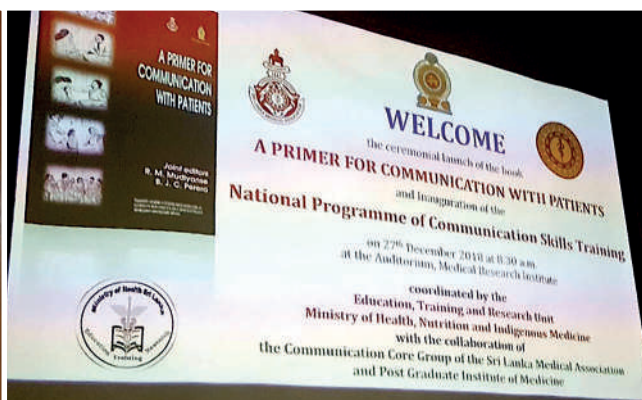 A PRIMER FOR
COMMUNICATION
WITH PATIENTS
Joint editors
R. M. Mudiyanse
B. J. C. Perera
Ministry of Health Sri Lanka
Education Training Research
WELCOME
the ceremonial launch of the book
A PRIMER FOR COMMUNICATION WITH PATIENTS
and inauguration of the
National Programme of Communication Skills Training
on 27th December 2018 at 8.30 a.m.
at the Auditorium, Medical Research Institute
coordinated by the
Education, Training and Research Unit
Ministry of Health, Nutrition and Indigenous Medicine
with the collaboration of
the Communication Core Group of the Sri Lanka Medical Association
and Post Graduate Institute of Medicine